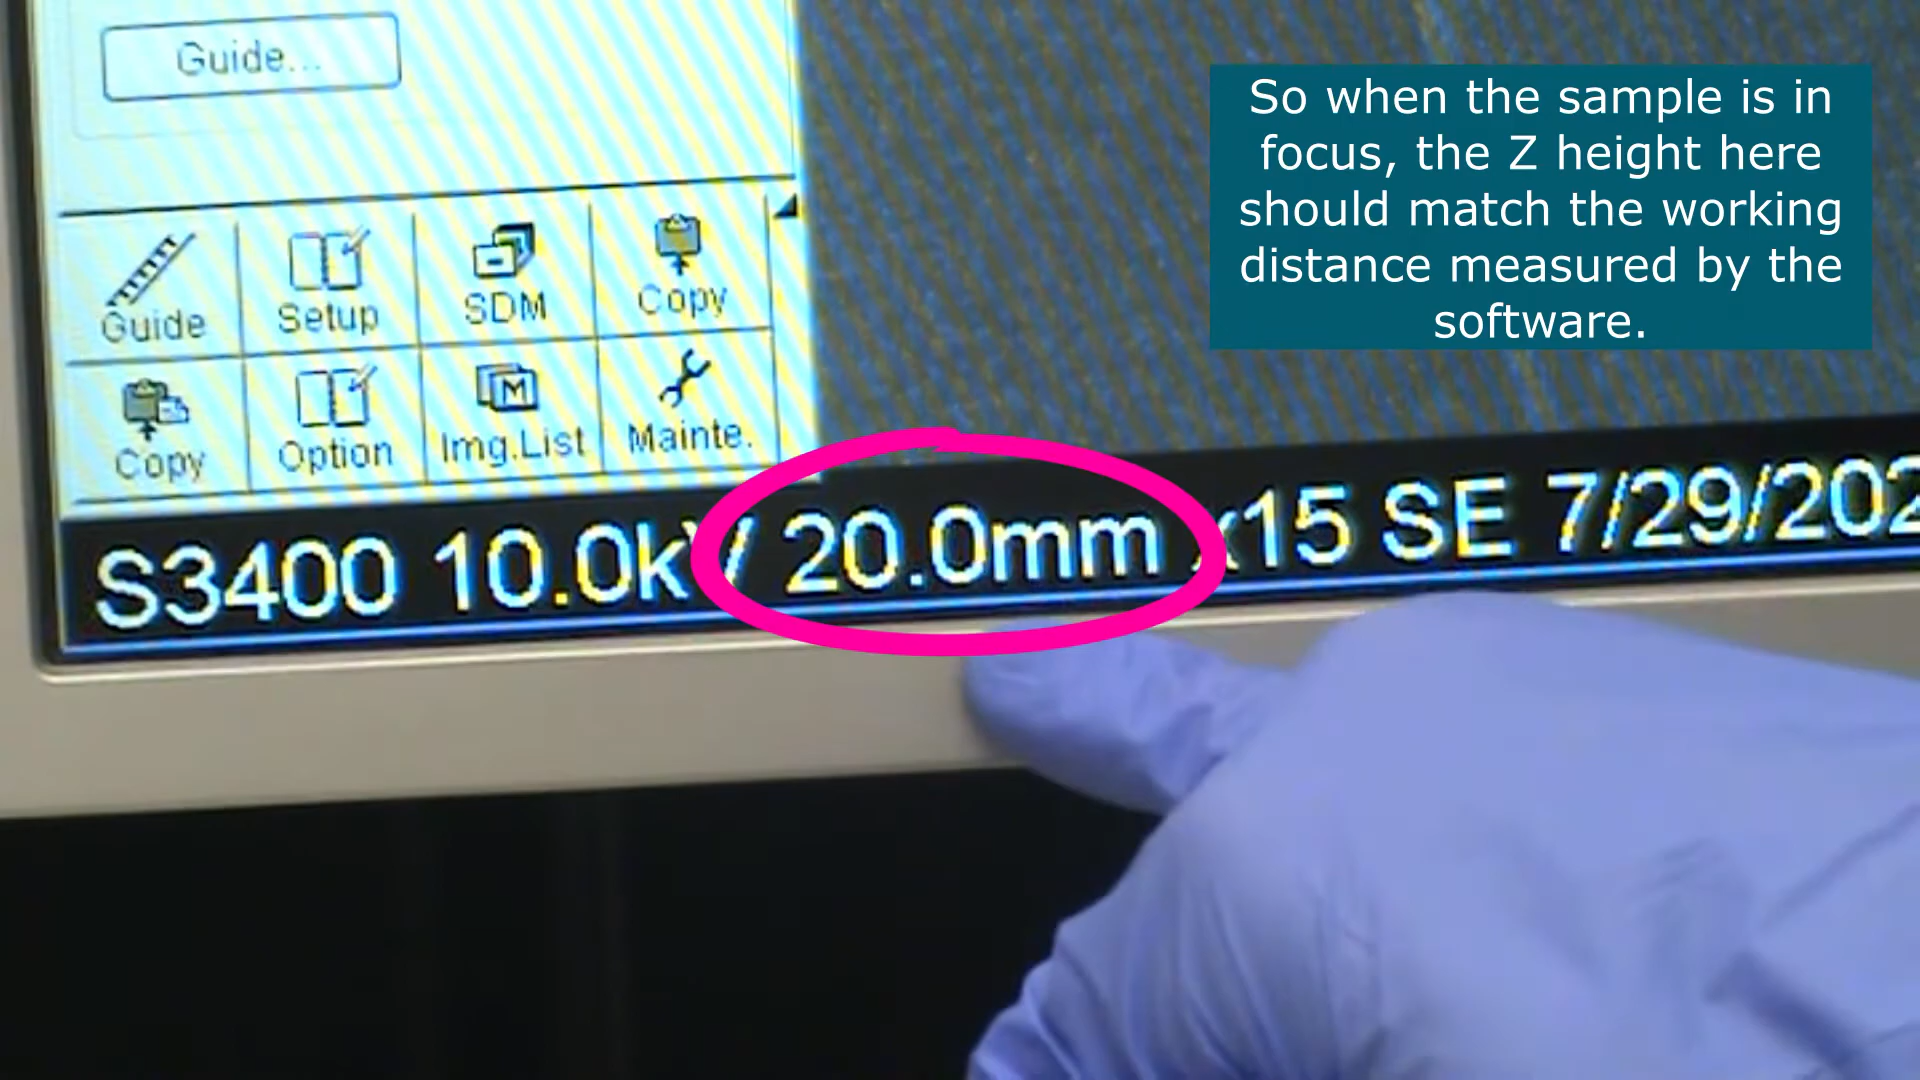 Guide...
So when the sample is in
focus, the Z height here
should match the working
distance measured by the
software.
Guide Setup SDM Copy
Copy Option Img.List Mainte.
S3400 10.0kV 20.0mm x15 SE 7/29/202